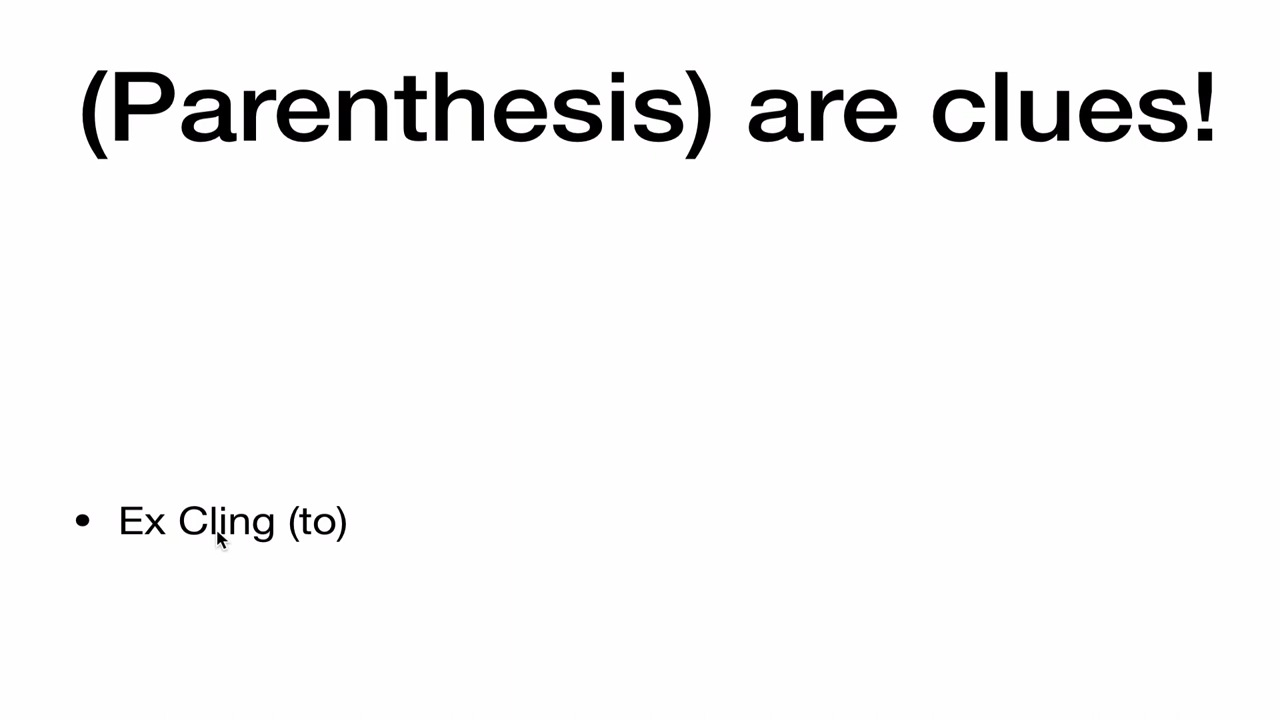 (Parenthesis) are clues!
• Ex Cling (to)